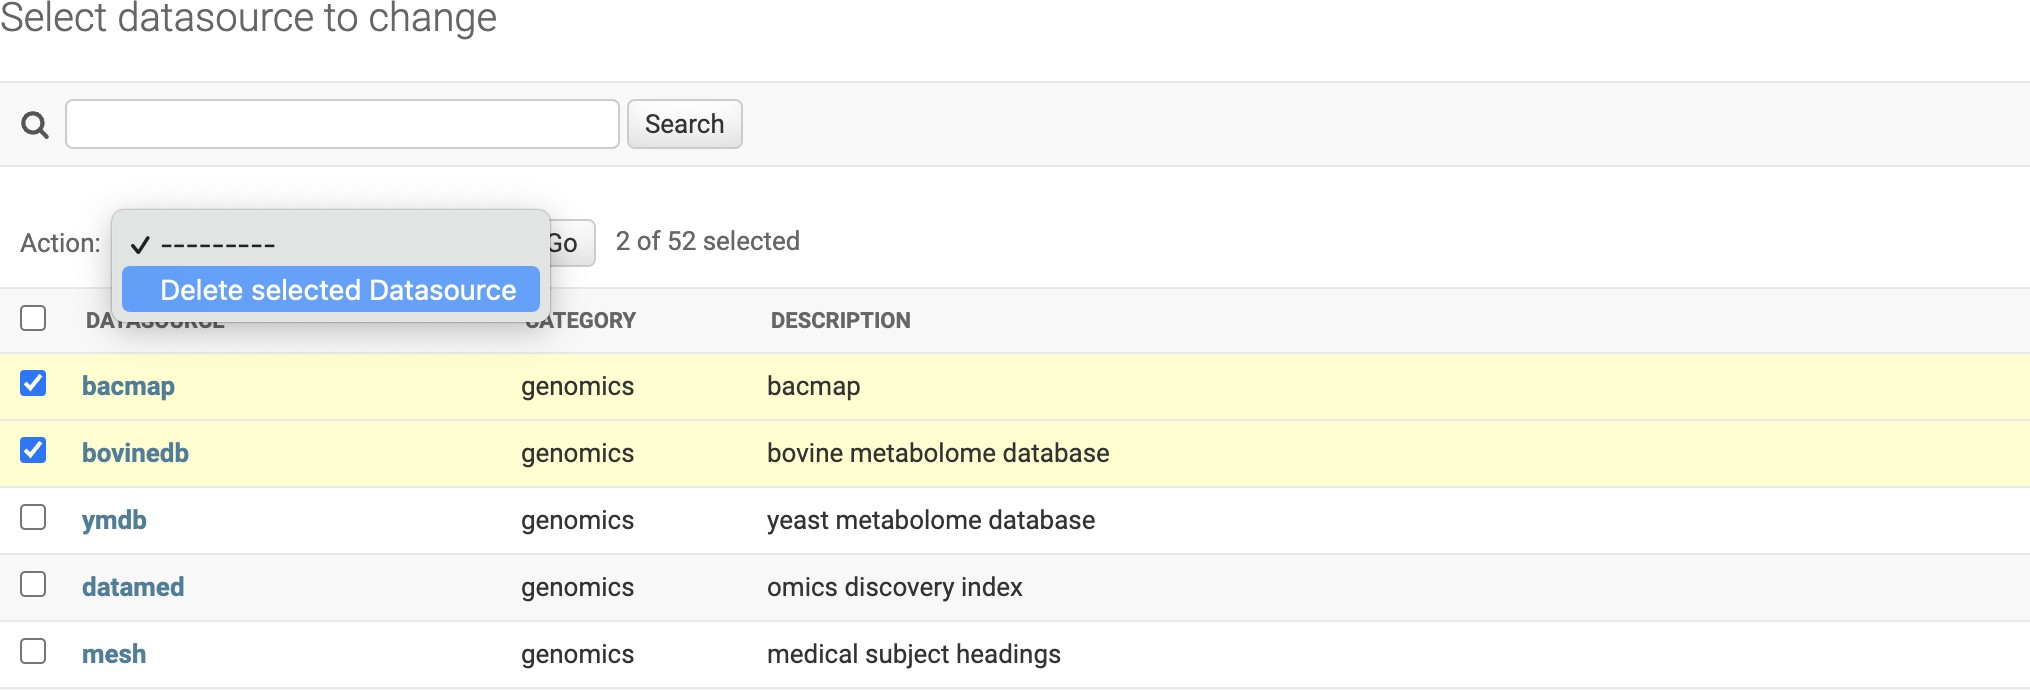 Select datasource to change
Search
Action: ✓ --------- Go 2 of 52 selected
Delete selected Datasource
DATASOURCE CATEGORY DESCRIPTION
bacmap genomics bacmap
bovinedb genomics bovine metabolome database
ymdb genomics yeast metabolome database
datamed genomics omics discovery index
mesh genomics medical subject headings